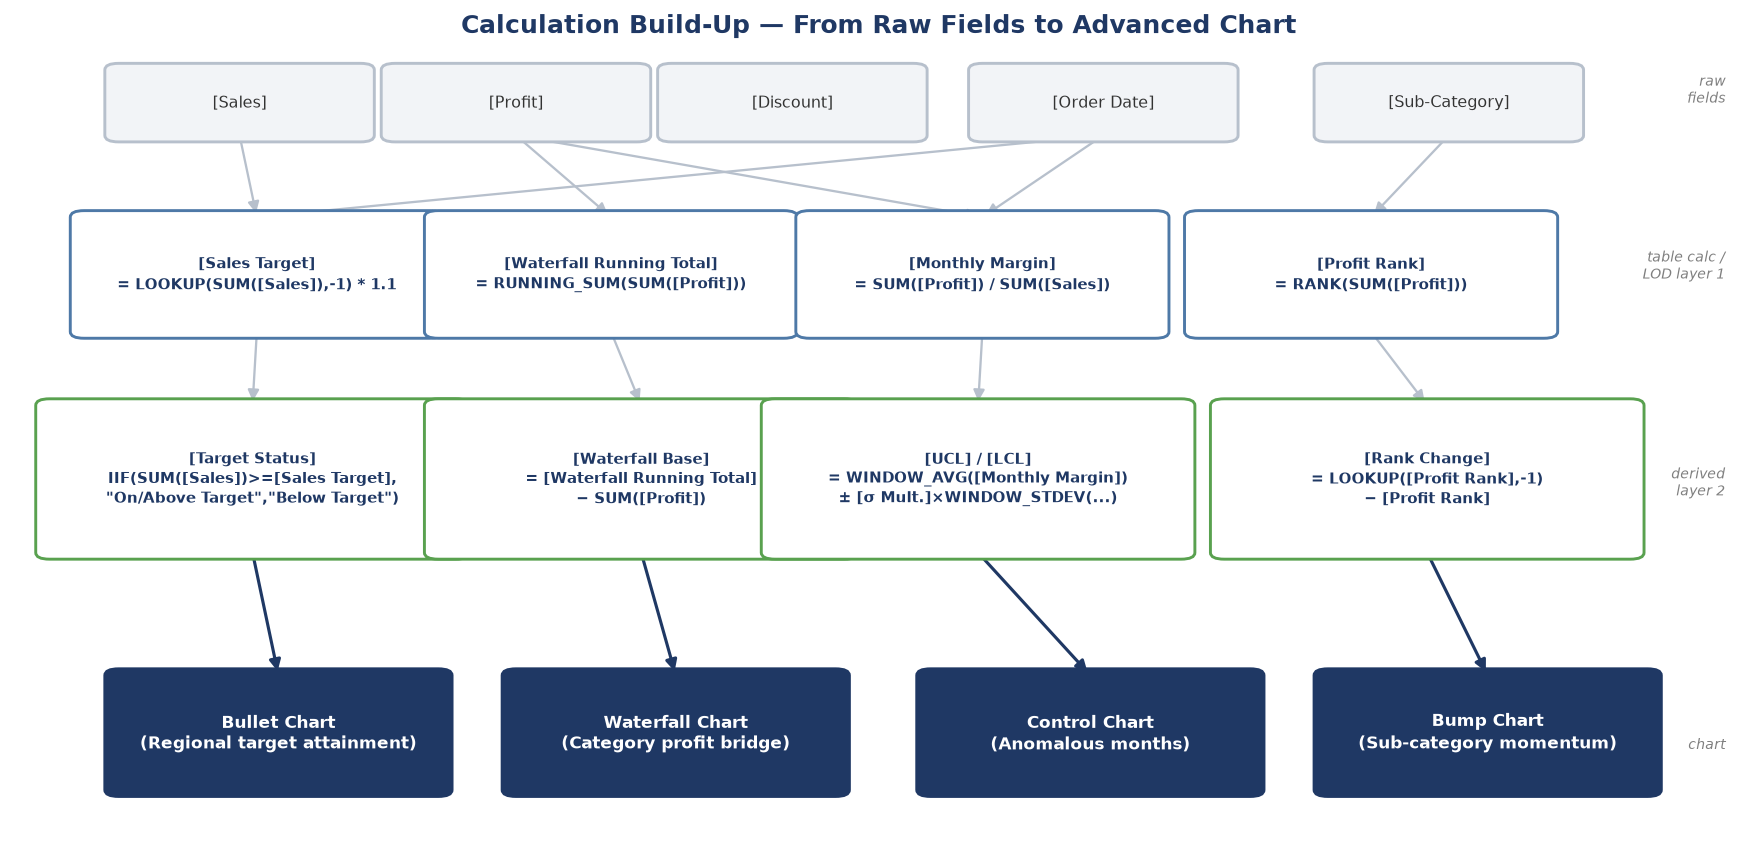 Calculation Build-Up — From Raw Fields to Advanced Chart
[Sales]
[Profit]
[Discount]
[Order Date]
[Sub-Category]
raw
fields
[Sales Target]
= LOOKUP(SUM([Sales]),-1) * 1.1
[Waterfall Running Total]
= RUNNING_SUM(SUM([Profit]))
[Monthly Margin]
= SUM([Profit]) / SUM([Sales])
[Profit Rank]
= RANK(SUM([Profit]))
table calc /
LOD layer 1
[Target Status]
IIF(SUM([Sales])>=[Sales Target],
"On/Above Target","Below Target")
[Waterfall Base]
= [Waterfall Running Total]
− SUM([Profit])
[UCL] / [LCL]
= WINDOW_AVG([Monthly Margin])
± [σ Mult.]×WINDOW_STDEV(...)
[Rank Change]
= LOOKUP([Profit Rank],-1)
− [Profit Rank]
derived
layer 2
Bullet Chart
(Regional target attainment)
Waterfall Chart
(Category profit bridge)
Control Chart
(Anomalous months)
Bump Chart
(Sub-category momentum)
chart